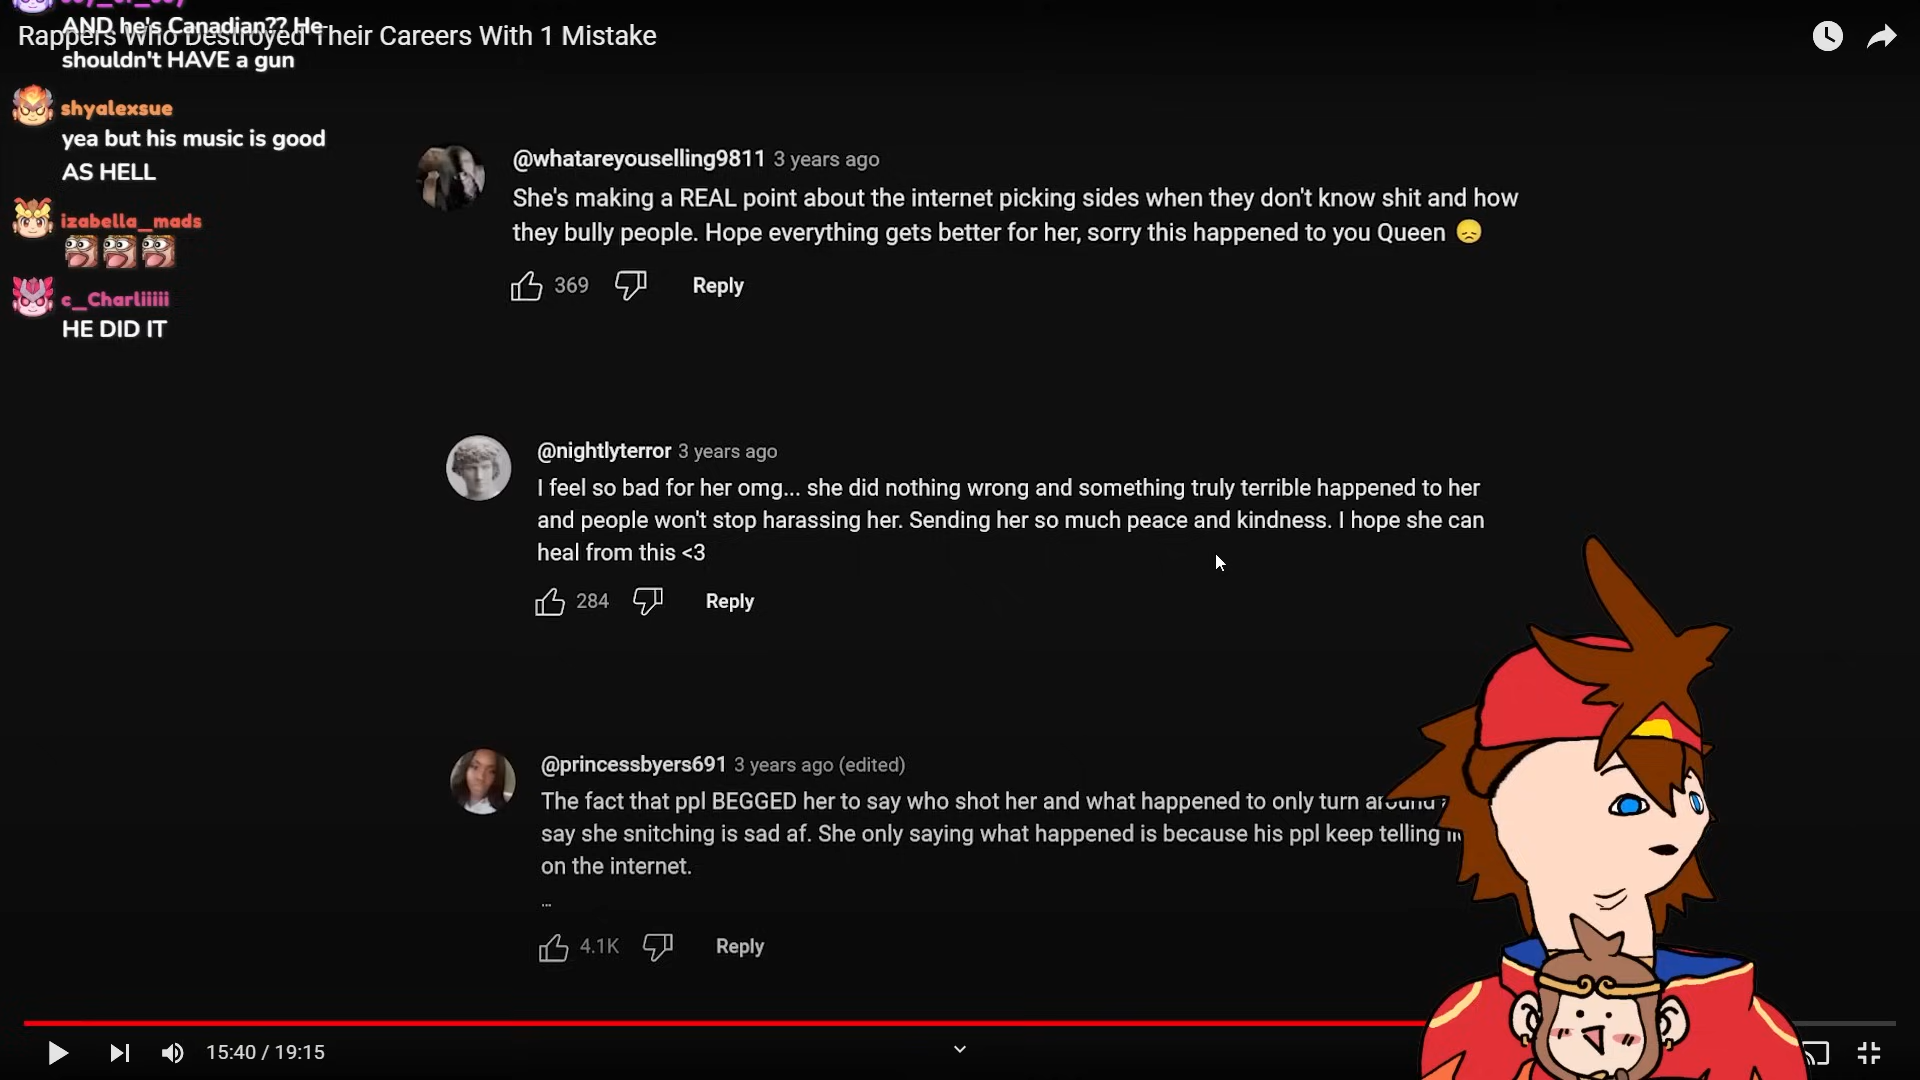 Rappers Who Destroyed Their Careers With 1 Mistake
AND he's Canadian?? He
shouldn't HAVE a gun
shyalexsue
yea but his music is good
AS HELL
izabella_mads
c_Charliiiii
HE DID IT
@whatareyouselling9811 3 years ago
She's making a REAL point about the internet picking sides when they don't know shit and how
they bully people. Hope everything gets better for her, sorry this happened to you Queen 😞
369 Reply
@nightlyterror 3 years ago
I feel so bad for her omg... she did nothing wrong and something truly terrible happened to her
and people won't stop harassing her. Sending her so much peace and kindness. I hope she can
heal from this <3
284 Reply
@princessbyers691 3 years ago (edited)
The fact that ppl BEGGED her to say who shot her and what happened to only turn around
say she snitching is sad af. She only saying what happened is because his ppl keep telling
on the internet.
...
4.1K Reply
15:40 / 19:15